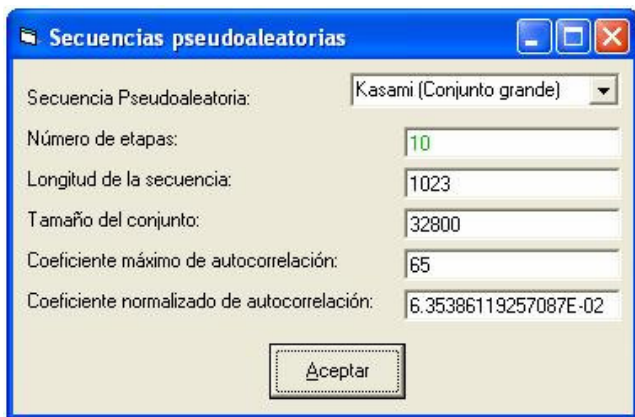 Secuencias pseudoaleatorias
Secuencia Pseudoaleatoria: Kasami (Conjunto grande)
Número de etapas: 10
Longitud de la secuencia: 1023
Tamaño del conjunto: 32800
Coeficiente máximo de autocorrelación: 65
Coeficiente normalizado de autocorrelación: 6.35386119257087E-02
Aceptar